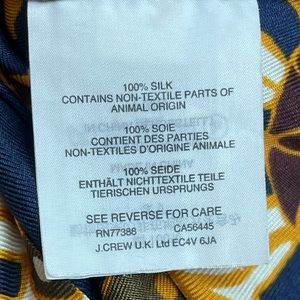 100% SILK
CONTAINS NON-TEXTILE PARTS OF
ANIMAL ORIGIN
100% SOIE
CONTIENT DES PARTIES
NON-TEXTILES D'ORIGINE ANIMALE
100% SEIDE
ENTHÄLT NICHTTEXTILE TEILE
TIERISCHEN URSPRUNGS
SEE REVERSE FOR CARE
RN77388 CA56445
J.CREW U.K. Ltd EC4V 6JA